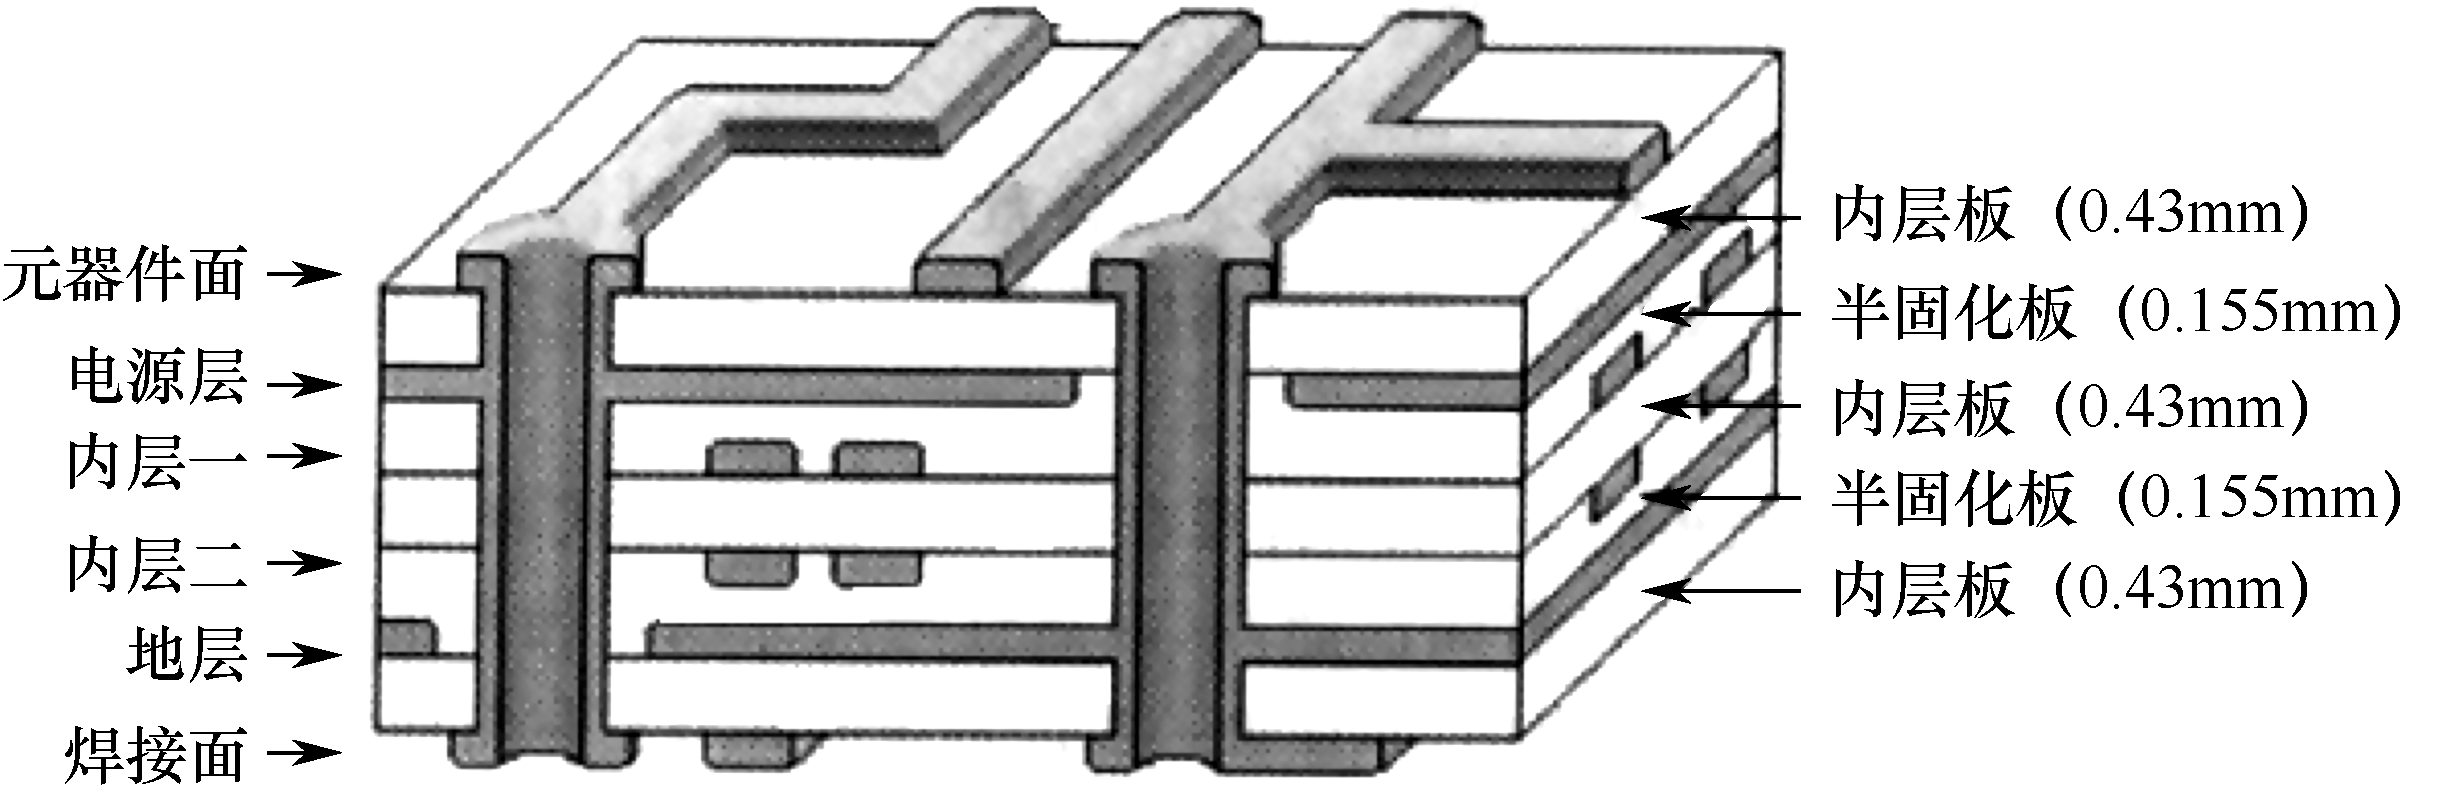 元器件面
电源层
内层一
内层二
地层
焊接面
内层板（0.43mm）
半固化板（0.155mm）
内层板（0.43mm）
半固化板（0.155mm）
内层板（0.43mm）